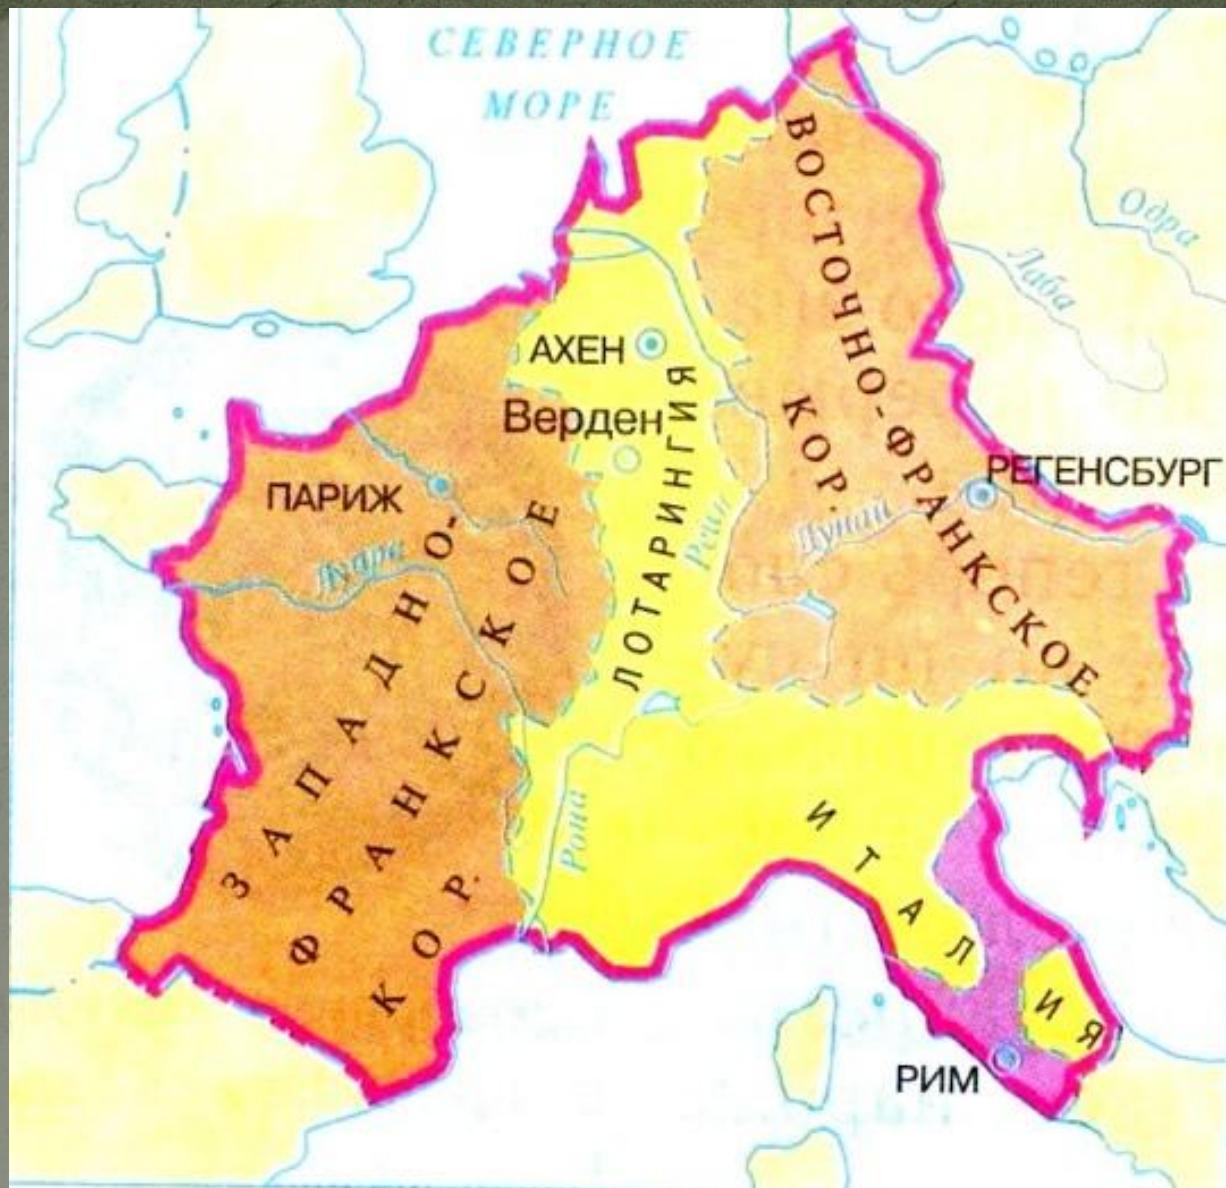 СЕВЕРНОЕ
МОРЕ
ВОСТОЧНО-ФРАНКСКОЕ
КОР.
Одра
Лаба
АХЕН
Верден
ЛОТАРИНГИЯ
РЕГЕНСБУРГ
ПАРИЖ
Рейн
Дунай
Луара
ЗАПАДНО-
ФРАНКСКОЕ
КОР.
Рона
ИТАЛИЯ
РИМ